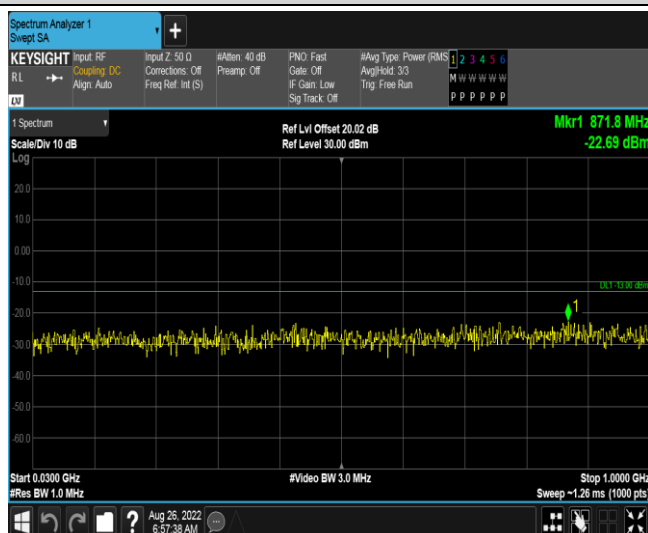 Spectrum Analyzer 1
Swept SA
+
KEYSIGHT
RL
LXI
Input: RF
Coupling: DC
Align: Auto
Input Z: 50 Ω
Corrections: Off
Freq Ref: Int (S)
#Atten: 40 dB
Preamp: Off
PNO: Fast
Gate: Off
IF Gain: Low
Sig Track: Off
#Avg Type: Power (RMS
Avg|Hold: 3/3
Trig: Free Run
1 2 3 4 5 6
M W W W W W
P P P P P P
1 Spectrum
Scale/Div 10 dB
Log
Ref Lvl Offset 20.02 dB
Ref Level 30.00 dBm
Mkr1 871.8 MHz
-22.69 dBm
20.0
10.0
0.00
-10.0
DL1 -13.00 dBm
1
-20.0
-30.0
-40.0
-50.0
-60.0
Start 0.0300 GHz
#Res BW 1.0 MHz
#Video BW 3.0 MHz
Stop 1.0000 GHz
Sweep ~1.26 ms (1000 pts)
?
Aug 26, 2022
6:57:38 AM